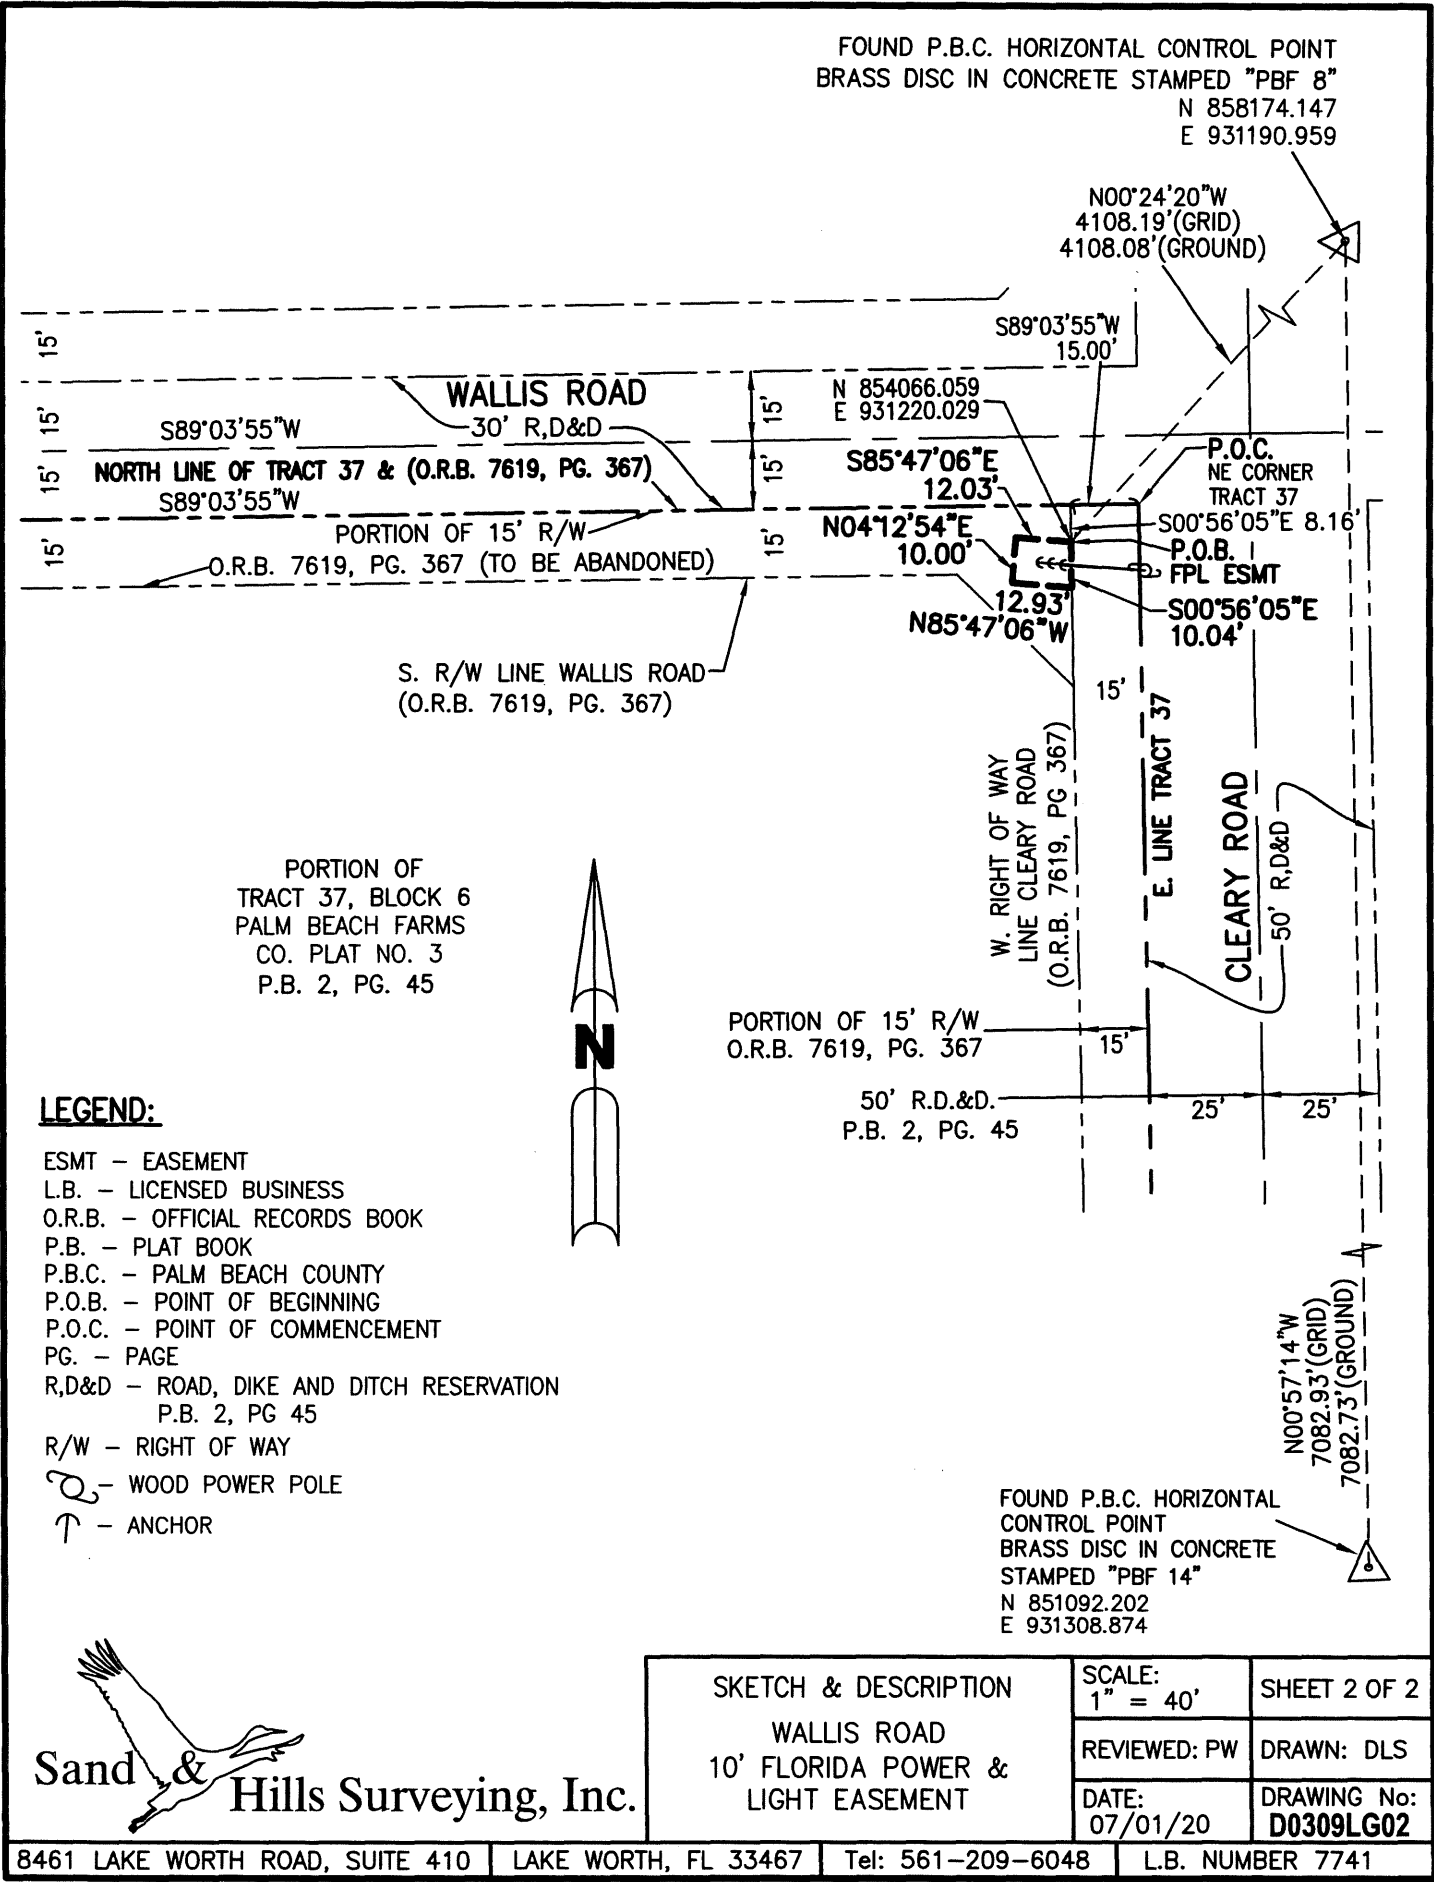 FOUND P.B.C. HORIZONTAL CONTROL POINT
BRASS DISC IN CONCRETE STAMPED "PBF 8"
N 858174.147
E 931190.959
N00°24'20"W
4108.19'(GRID)
4108.08'(GROUND)
S89°03'55"W
15.00'
15'
WALLIS ROAD
30' R,D&D
15'
N 854066.059
E 931220.029
15'
S89°03'55"W
NORTH LINE OF TRACT 37 & (O.R.B. 7619, PG. 367)
15'
15'
S89°03'55"W
S85°47'06"E
12.03'
P.O.C.
NE CORNER
TRACT 37
S00°56'05"E 8.16'
PORTION OF 15' R/W
O.R.B. 7619, PG. 367 (TO BE ABANDONED)
15'
15'
N04°12'54"E
10.00'
P.O.B.
FPL ESMT
12.93'
N85°47'06"W
S00°56'05"E
10.04'
S. R/W LINE WALLIS ROAD
(O.R.B. 7619, PG. 367)
15'
W. RIGHT OF WAY
LINE CLEARY ROAD
(O.R.B. 7619, PG 367)
E. LINE TRACT 37
CLEARY ROAD
50' R,D&D
PORTION OF
TRACT 37, BLOCK 6
PALM BEACH FARMS
CO. PLAT NO. 3
P.B. 2, PG. 45
N
PORTION OF 15' R/W
O.R.B. 7619, PG. 367
15'
50' R.D.&D.
P.B. 2, PG. 45
25'
25'
LEGEND:
ESMT – EASEMENT
L.B. – LICENSED BUSINESS
O.R.B. – OFFICIAL RECORDS BOOK
P.B. – PLAT BOOK
P.B.C. – PALM BEACH COUNTY
P.O.B. – POINT OF BEGINNING
P.O.C. – POINT OF COMMENCEMENT
PG. – PAGE
R,D&D – ROAD, DIKE AND DITCH RESERVATION
P.B. 2, PG 45
R/W – RIGHT OF WAY
– WOOD POWER POLE
– ANCHOR
N00°57'14"W
7082.93'(GRID)
7082.73'(GROUND)
FOUND P.B.C. HORIZONTAL
CONTROL POINT
BRASS DISC IN CONCRETE
STAMPED "PBF 14"
N 851092.202
E 931308.874
Sand &
Hills Surveying, Inc.
SKETCH & DESCRIPTION
WALLIS ROAD
10' FLORIDA POWER &
LIGHT EASEMENT
SCALE:
1" = 40'
SHEET 2 OF 2
REVIEWED: PW
DRAWN: DLS
DATE:
07/01/20
DRAWING No:
D0309LG02
8461 LAKE WORTH ROAD, SUITE 410
LAKE WORTH, FL 33467
Tel: 561–209–6048
L.B. NUMBER 7741